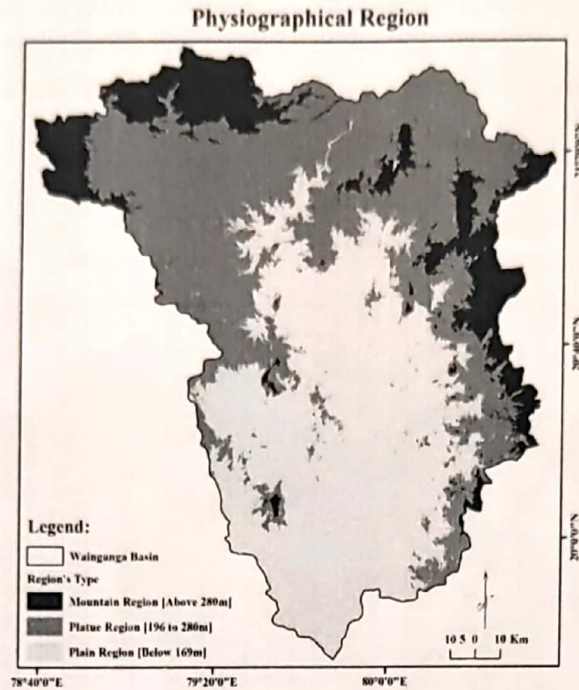 Physiographical Region
Legend:
Wainganga Basin
Region's Type
Mountain Region [Above 280m]
Platue Region [196 to 280m]
Plain Region [Below 169m]
10 5 0 10 Km
78°40'0"E 79°20'0"E 80°0'0"E